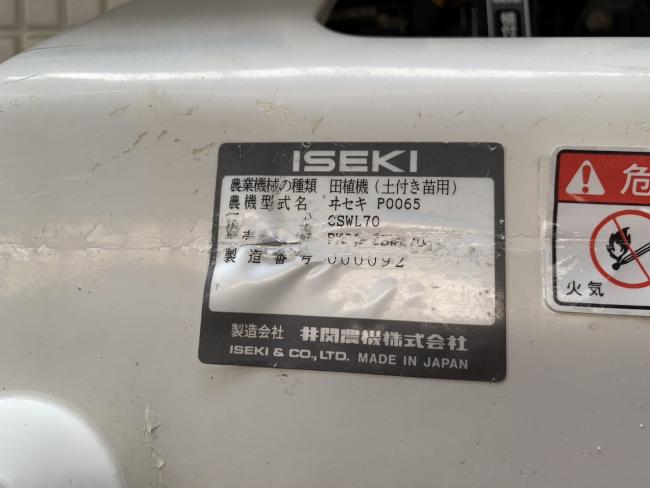 ISEKI
農業機械の種類 田植機(土付き苗用)
農機型式名 ヰセキ P0065
CSWL70
製造番号 000092
製造会社 井関農機株式会社
ISEKI & CO., LTD. MADE IN JAPAN
危
火気